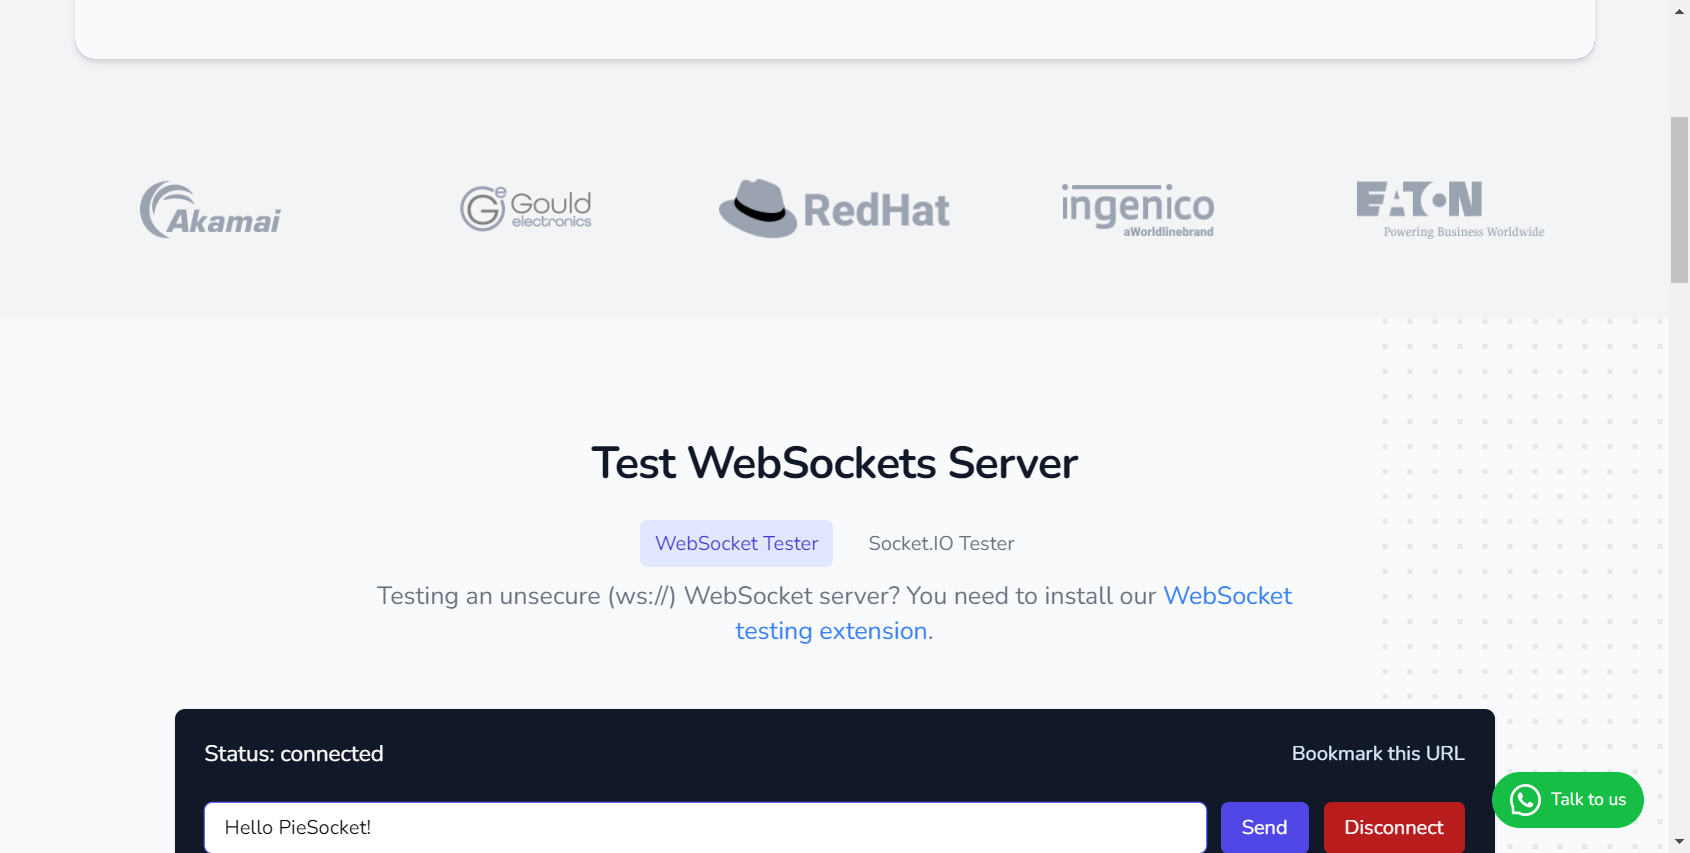 Akamai
Ge Gould electronics
RedHat
ingenico
aWorldlinebrand
EATON
Powering Business Worldwide
Test WebSockets Server
WebSocket Tester
Socket.IO Tester
Testing an unsecure (ws://) WebSocket server? You need to install our WebSocket
testing extension.
Status: connected
Bookmark this URL
Hello PieSocket!
Send
Disconnect
Talk to us